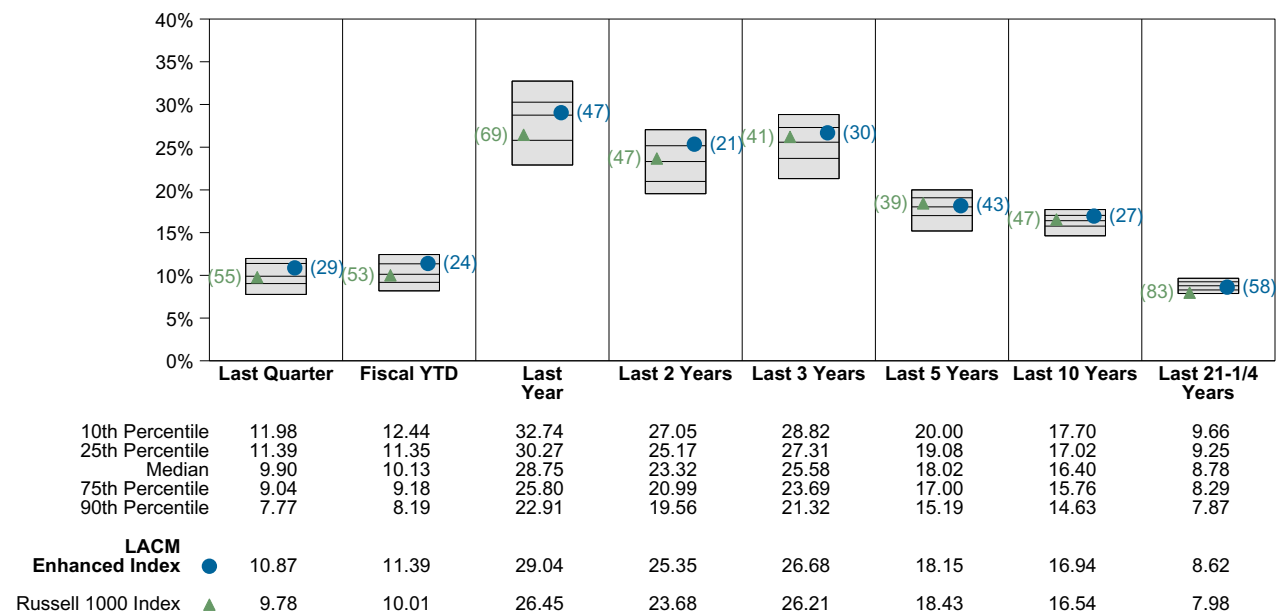 40%
35%
30%
25%
20%
15%
10%
5%
0%
(55) (29)
(53) (24)
(69) (47)
(47) (21)
(41) (30)
(39) (43)
(47) (27)
(83) (58)
Last Quarter Fiscal YTD Last Year Last 2 Years Last 3 Years Last 5 Years Last 10 Years Last 21-1/4 Years
10th Percentile 11.98 12.44 32.74 27.05 28.82 20.00 17.70 9.66
25th Percentile 11.39 11.35 30.27 25.17 27.31 19.08 17.02 9.25
Median 9.90 10.13 28.75 23.32 25.58 18.02 16.40 8.78
75th Percentile 9.04 9.18 25.80 20.99 23.69 17.00 15.76 8.29
90th Percentile 7.77 8.19 22.91 19.56 21.32 15.19 14.63 7.87
LACM
Enhanced Index 10.87 11.39 29.04 25.35 26.68 18.15 16.94 8.62
Russell 1000 Index 9.78 10.01 26.45 23.68 26.21 18.43 16.54 7.98